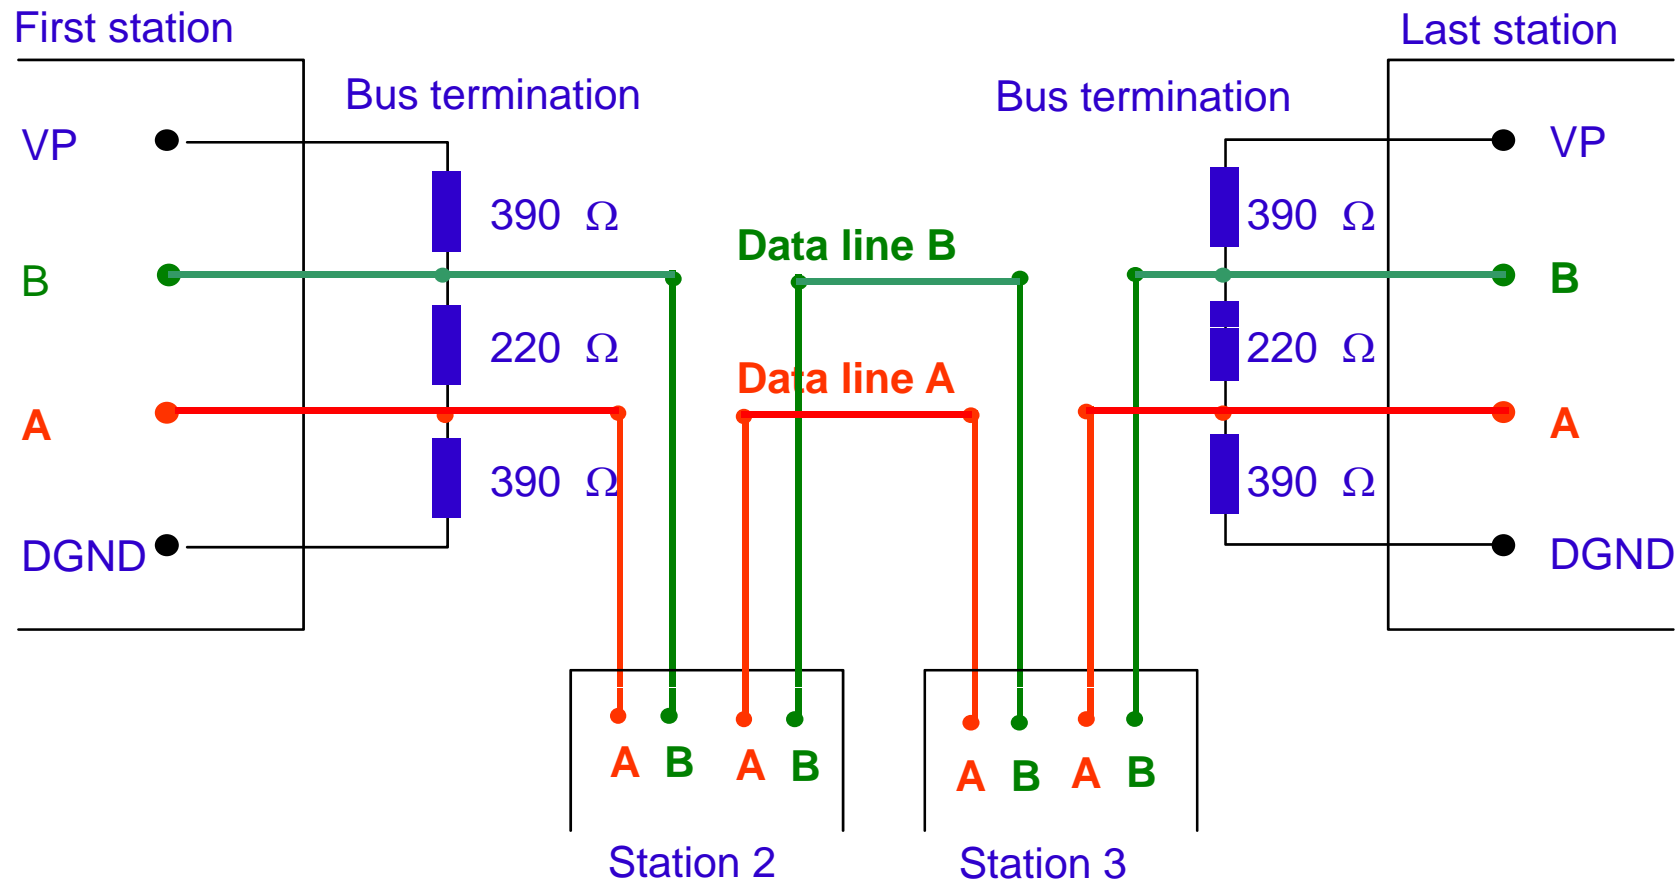 First station
Last station
Bus termination
Bus termination
VP
VP
390 Ω
390 Ω
Data line B
B
B
220 Ω
220 Ω
Data line A
A
A
390 Ω
390 Ω
DGND
DGND
A B A B
A B A B
Station 2
Station 3